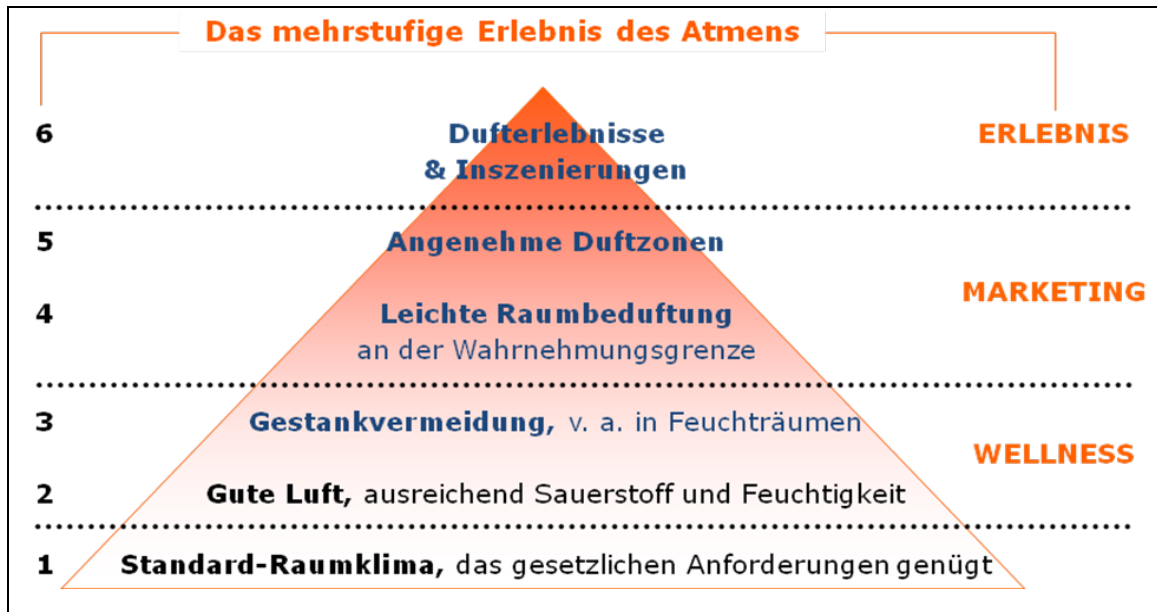 Das mehrstufige Erlebnis des Atmens
6 Dufterlebnisse ERLEBNIS
& Inszenierungen
5 Angenehme Duftzonen
MARKETING
4 Leichte Raumbeduftung
an der Wahrnehmungsgrenze
3 Gestankvermeidung, v. a. in Feuchträumen
WELLNESS
2 Gute Luft, ausreichend Sauerstoff und Feuchtigkeit
1 Standard-Raumklima, das gesetzlichen Anforderungen genügt